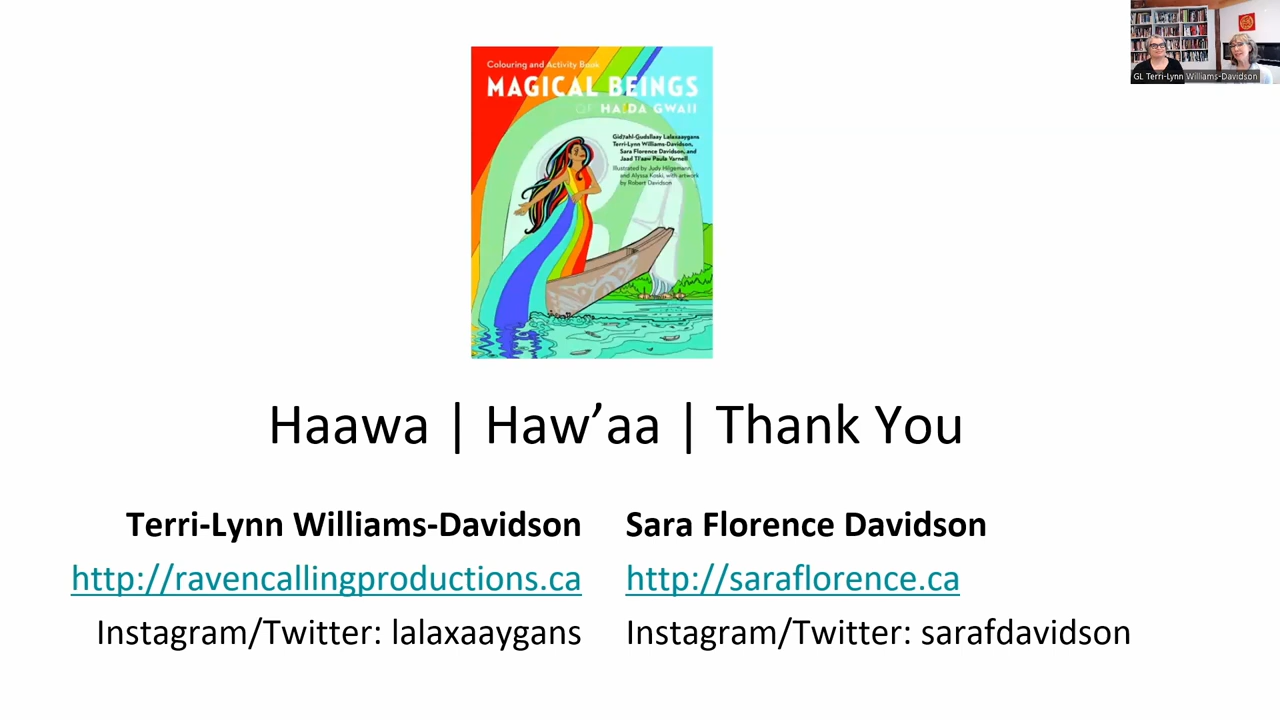 Colouring and Activity Book
MAGICAL BEINGS
OF HAIDA GWAII
Terri-Lynn Williams-Davidson,
Sara Florence Davidson, and
Jaad Tl'aaw Paula Varnell
Illustrated by Judy Hilgemann
and Alyssa Koski, with artwork
by Robert Davidson
GL Terri-Lynn Williams-Davidson
Haawa | Haw’aa | Thank You
Terri-Lynn Williams-Davidson
http://ravencallingproductions.ca
Instagram/Twitter: lalaxaaygans
Sara Florence Davidson
http://saraflorence.ca
Instagram/Twitter: sarafdavidson